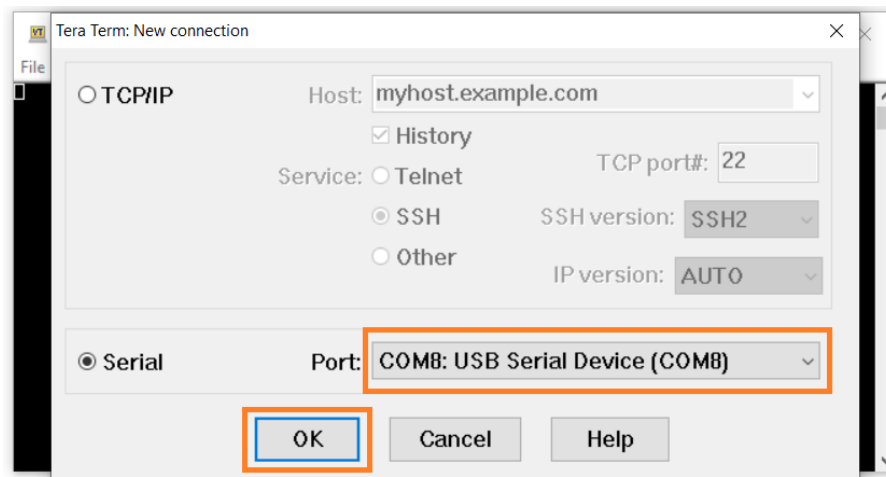 VT Tera Term: New connection
File
TCP/IP Host: myhost.example.com
History
Service: Telnet TCP port#: 22
SSH SSH version: SSH2
Other IP version: AUTO
Serial Port: COM8: USB Serial Device (COM8)
OK Cancel Help